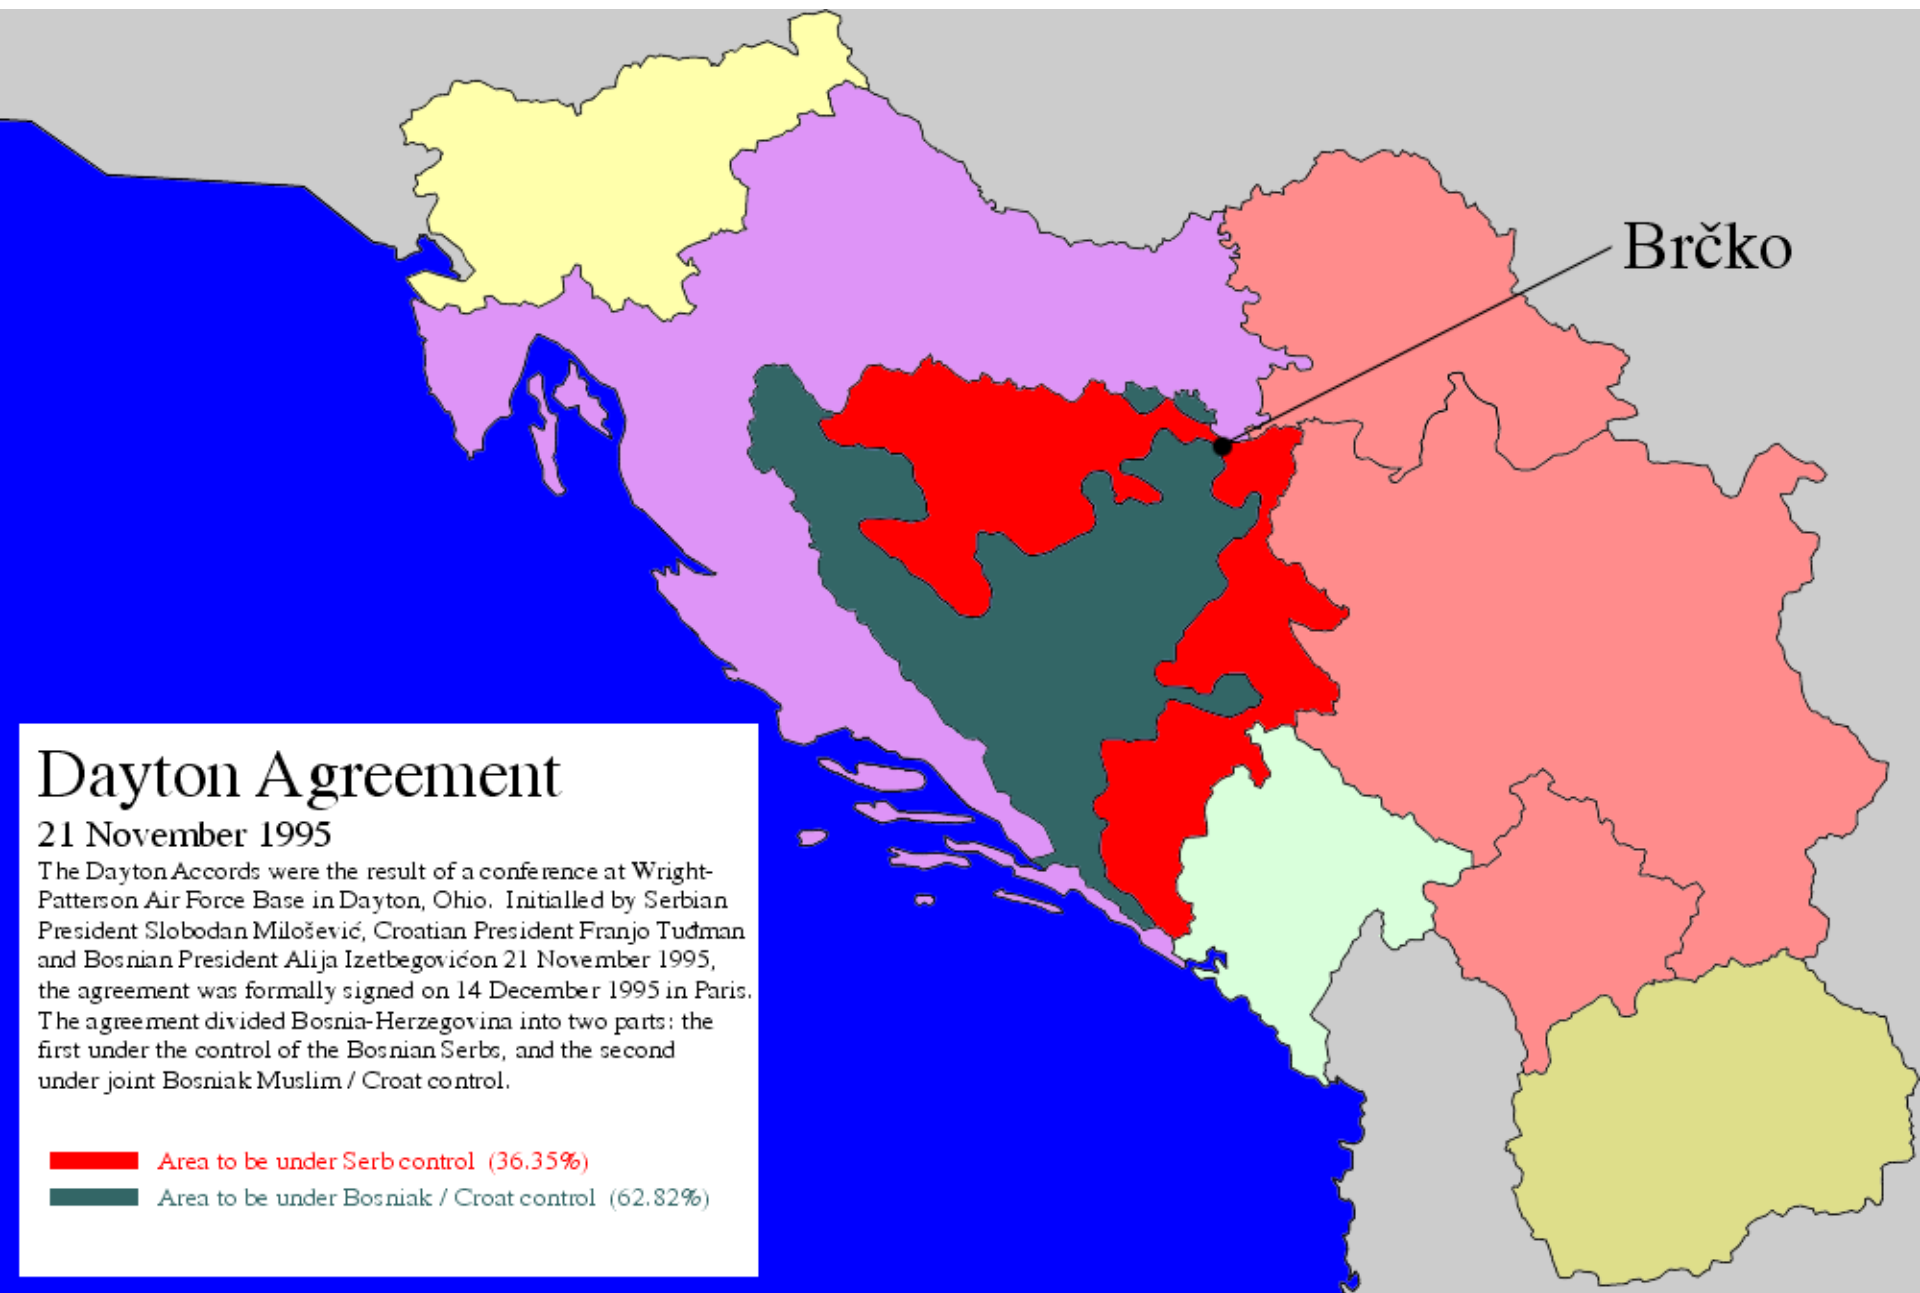 Brčko
Dayton Agreement
21 November 1995
The Dayton Accords were the result of a conference at Wright-
Patterson Air Force Base in Dayton, Ohio. Initialled by Serbian
President Slobodan Milošević, Croatian President Franjo Tuđman
and Bosnian President Alija Izetbegovićon 21 November 1995,
the agreement was formally signed on 14 December 1995 in Paris.
The agreement divided Bosnia-Herzegovina into two parts: the
first under the control of the Bosnian Serbs, and the second
under joint Bosniak Muslim / Croat control.
Area to be under Serb control (36.35%)
Area to be under Bosniak / Croat control (62.82%)